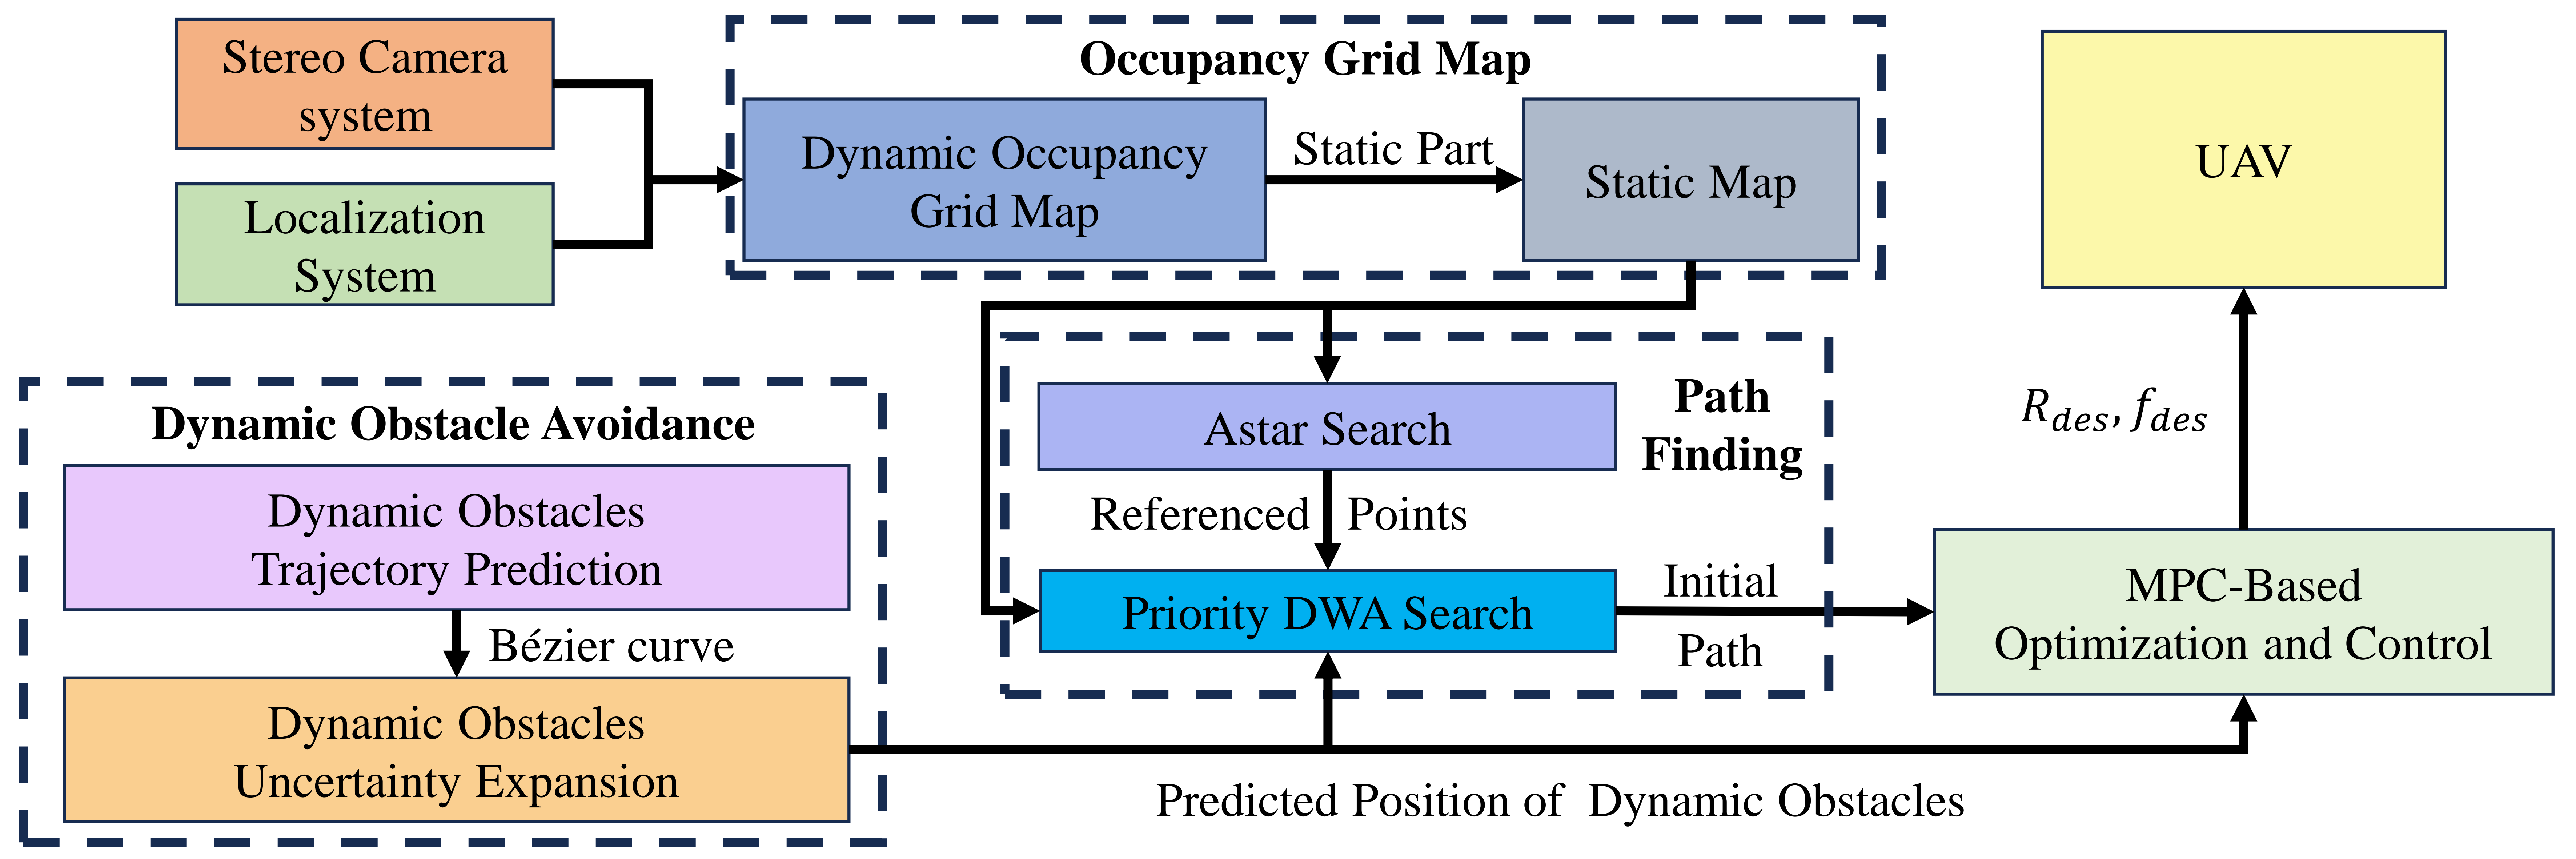 Stereo Camera
system
Localization
System
Occupancy Grid Map
Dynamic Occupancy
Grid Map
Static Part
Static Map
UAV
Dynamic Obstacle Avoidance
Dynamic Obstacles
Trajectory Prediction
Bézier curve
Dynamic Obstacles
Uncertainty Expansion
Path
Finding
Astar Search
Referenced Points
Priority DWA Search
Initial
Path
R_{des}, f_{des}
MPC-Based
Optimization and Control
Predicted Position of Dynamic Obstacles